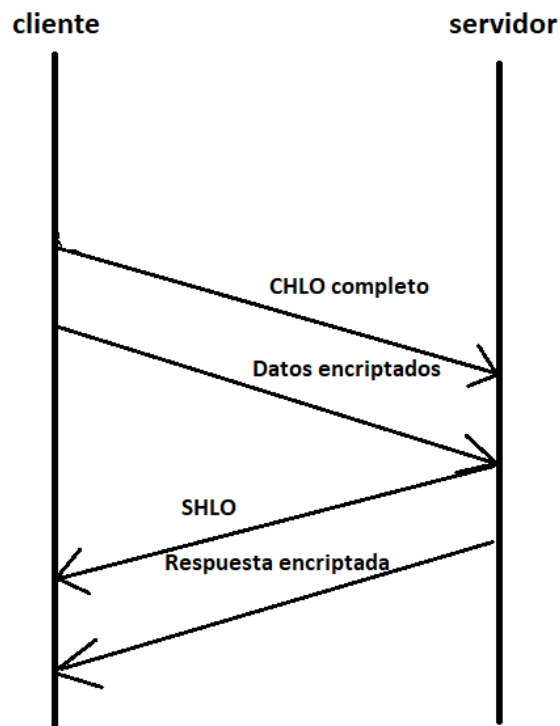 cliente
servidor
CHLO completo
Datos encriptados
SHLO
Respuesta encriptada